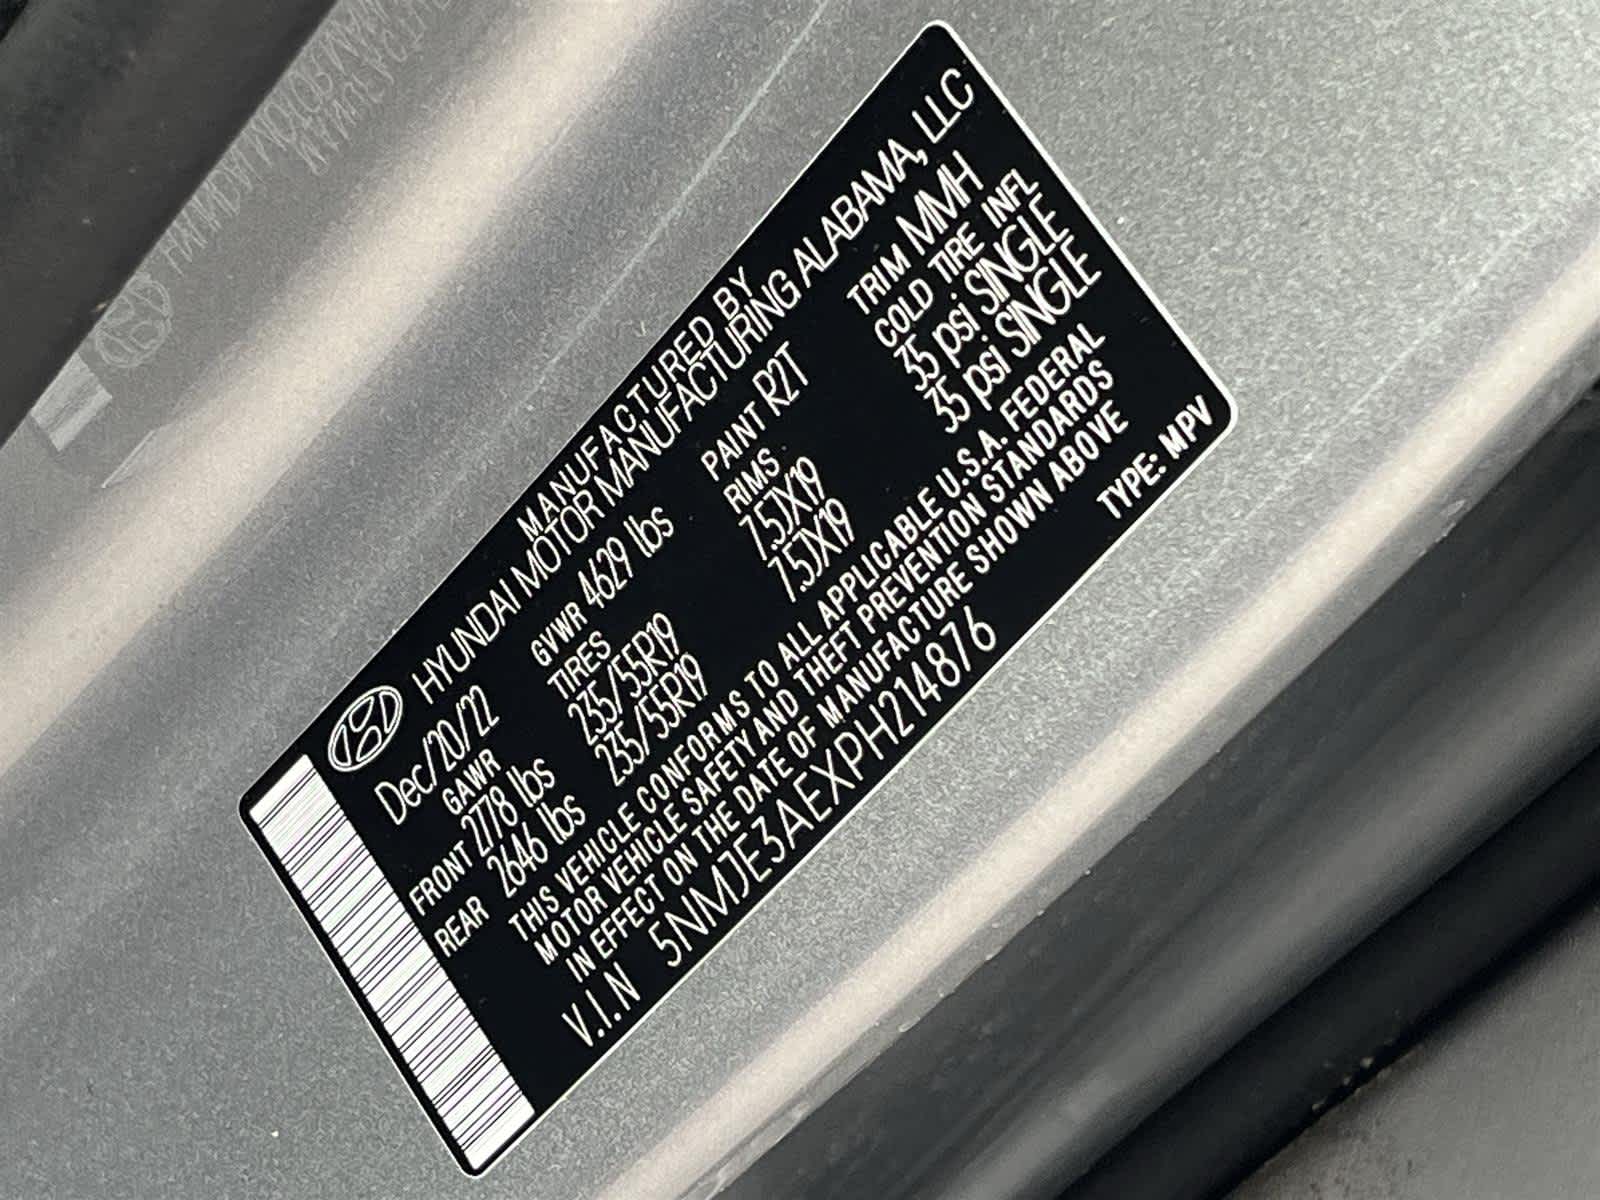 MANUFACTURED BY
HYUNDAI MOTOR MANUFACTURING ALABAMA, LLC
Dec/20/22 GVWR 4629 lbs PAINT R2T TRIM MMH
GAWR TIRES RIMS COLD TIRE INFL
FRONT 2778 lbs 235/55R19 7.5JX19 35 psi SINGLE
REAR 2646 lbs 235/55R19 7.5JX19 35 psi SINGLE
THIS VEHICLE CONFORMS TO ALL APPLICABLE U.S.A. FEDERAL
MOTOR VEHICLE SAFETY AND THEFT PREVENTION STANDARDS
IN EFFECT ON THE DATE OF MANUFACTURE SHOWN ABOVE
V.I.N 5NMJE3AEXPH214876 TYPE: MPV